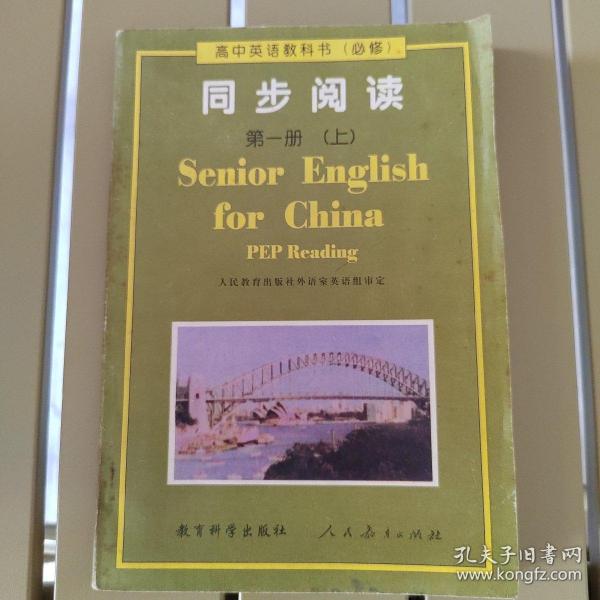 高中英语教科书（必修）
同步阅读
第一册 （上）
Senior English
for China
PEP Reading
人民教育出版社外语室英语组审定
教育科学出版社 人民教育出版社
孔夫子旧书网
www.kongfz.com